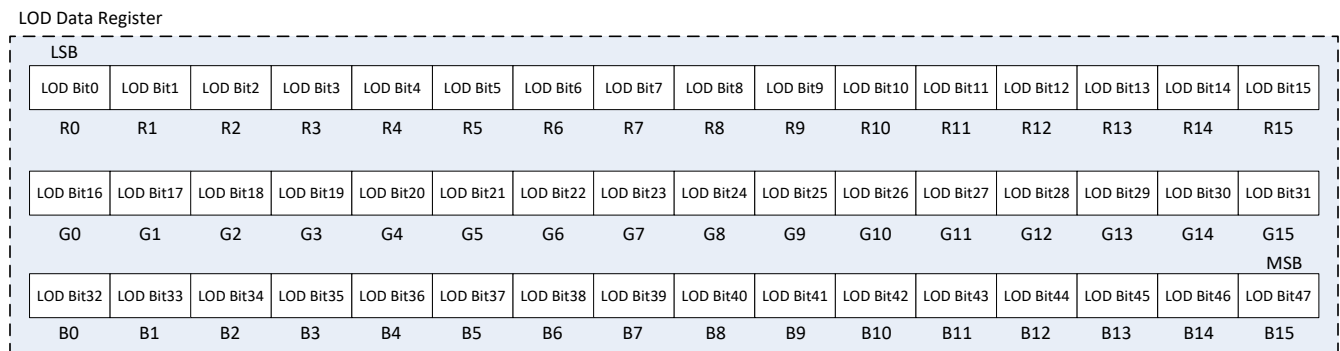 LOD Data Register
LSB
LOD Bit0 LOD Bit1 LOD Bit2 LOD Bit3 LOD Bit4 LOD Bit5 LOD Bit6 LOD Bit7 LOD Bit8 LOD Bit9 LOD Bit10 LOD Bit11 LOD Bit12 LOD Bit13 LOD Bit14 LOD Bit15
R0 R1 R2 R3 R4 R5 R6 R7 R8 R9 R10 R11 R12 R13 R14 R15
LOD Bit16 LOD Bit17 LOD Bit18 LOD Bit19 LOD Bit20 LOD Bit21 LOD Bit22 LOD Bit23 LOD Bit24 LOD Bit25 LOD Bit26 LOD Bit27 LOD Bit28 LOD Bit29 LOD Bit30 LOD Bit31
G0 G1 G2 G3 G4 G5 G6 G7 G8 G9 G10 G11 G12 G13 G14 G15
MSB
LOD Bit32 LOD Bit33 LOD Bit34 LOD Bit35 LOD Bit36 LOD Bit37 LOD Bit38 LOD Bit39 LOD Bit40 LOD Bit41 LOD Bit42 LOD Bit43 LOD Bit44 LOD Bit45 LOD Bit46 LOD Bit47
B0 B1 B2 B3 B4 B5 B6 B7 B8 B9 B10 B11 B12 B13 B14 B15